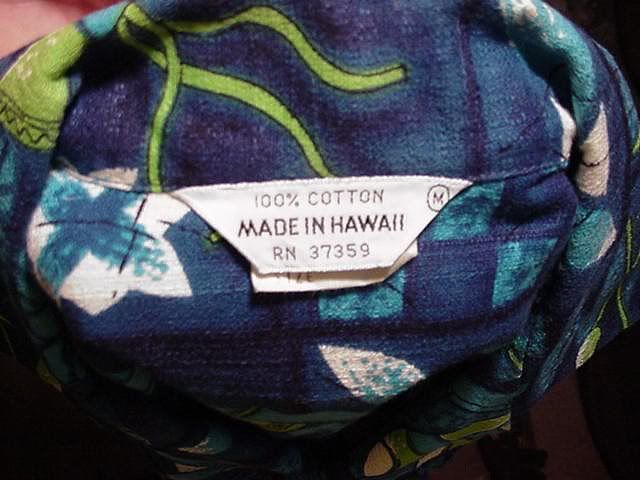 100% COTTON Ⓜ
MADE IN HAWAII
RN 37359